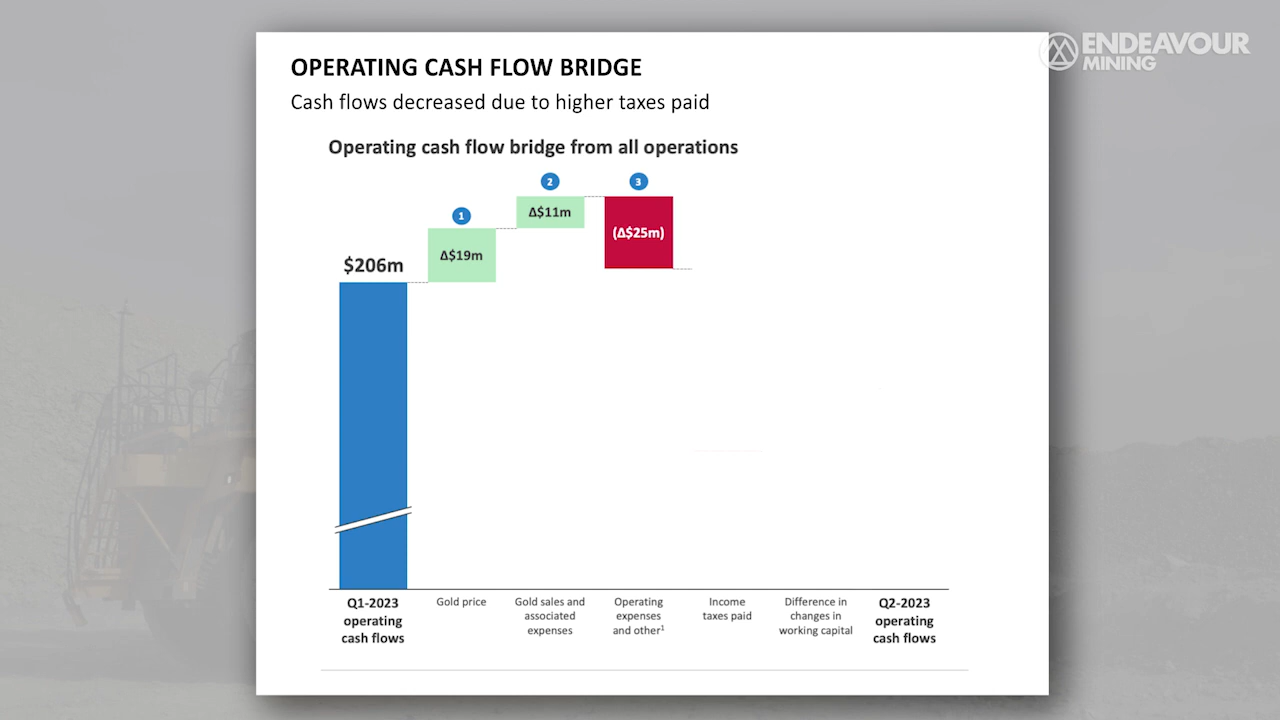 ENDEAVOUR
MINING
OPERATING CASH FLOW BRIDGE
Cash flows decreased due to higher taxes paid
Operating cash flow bridge from all operations
1
2
3
$206m
Δ$19m
Δ$11m
(Δ$25m)
Q1-2023
operating
cash flows
Gold price
Gold sales and
associated
expenses
Operating
expenses
and other¹
Income
taxes paid
Difference in
changes in
working capital
Q2-2023
operating
cash flows